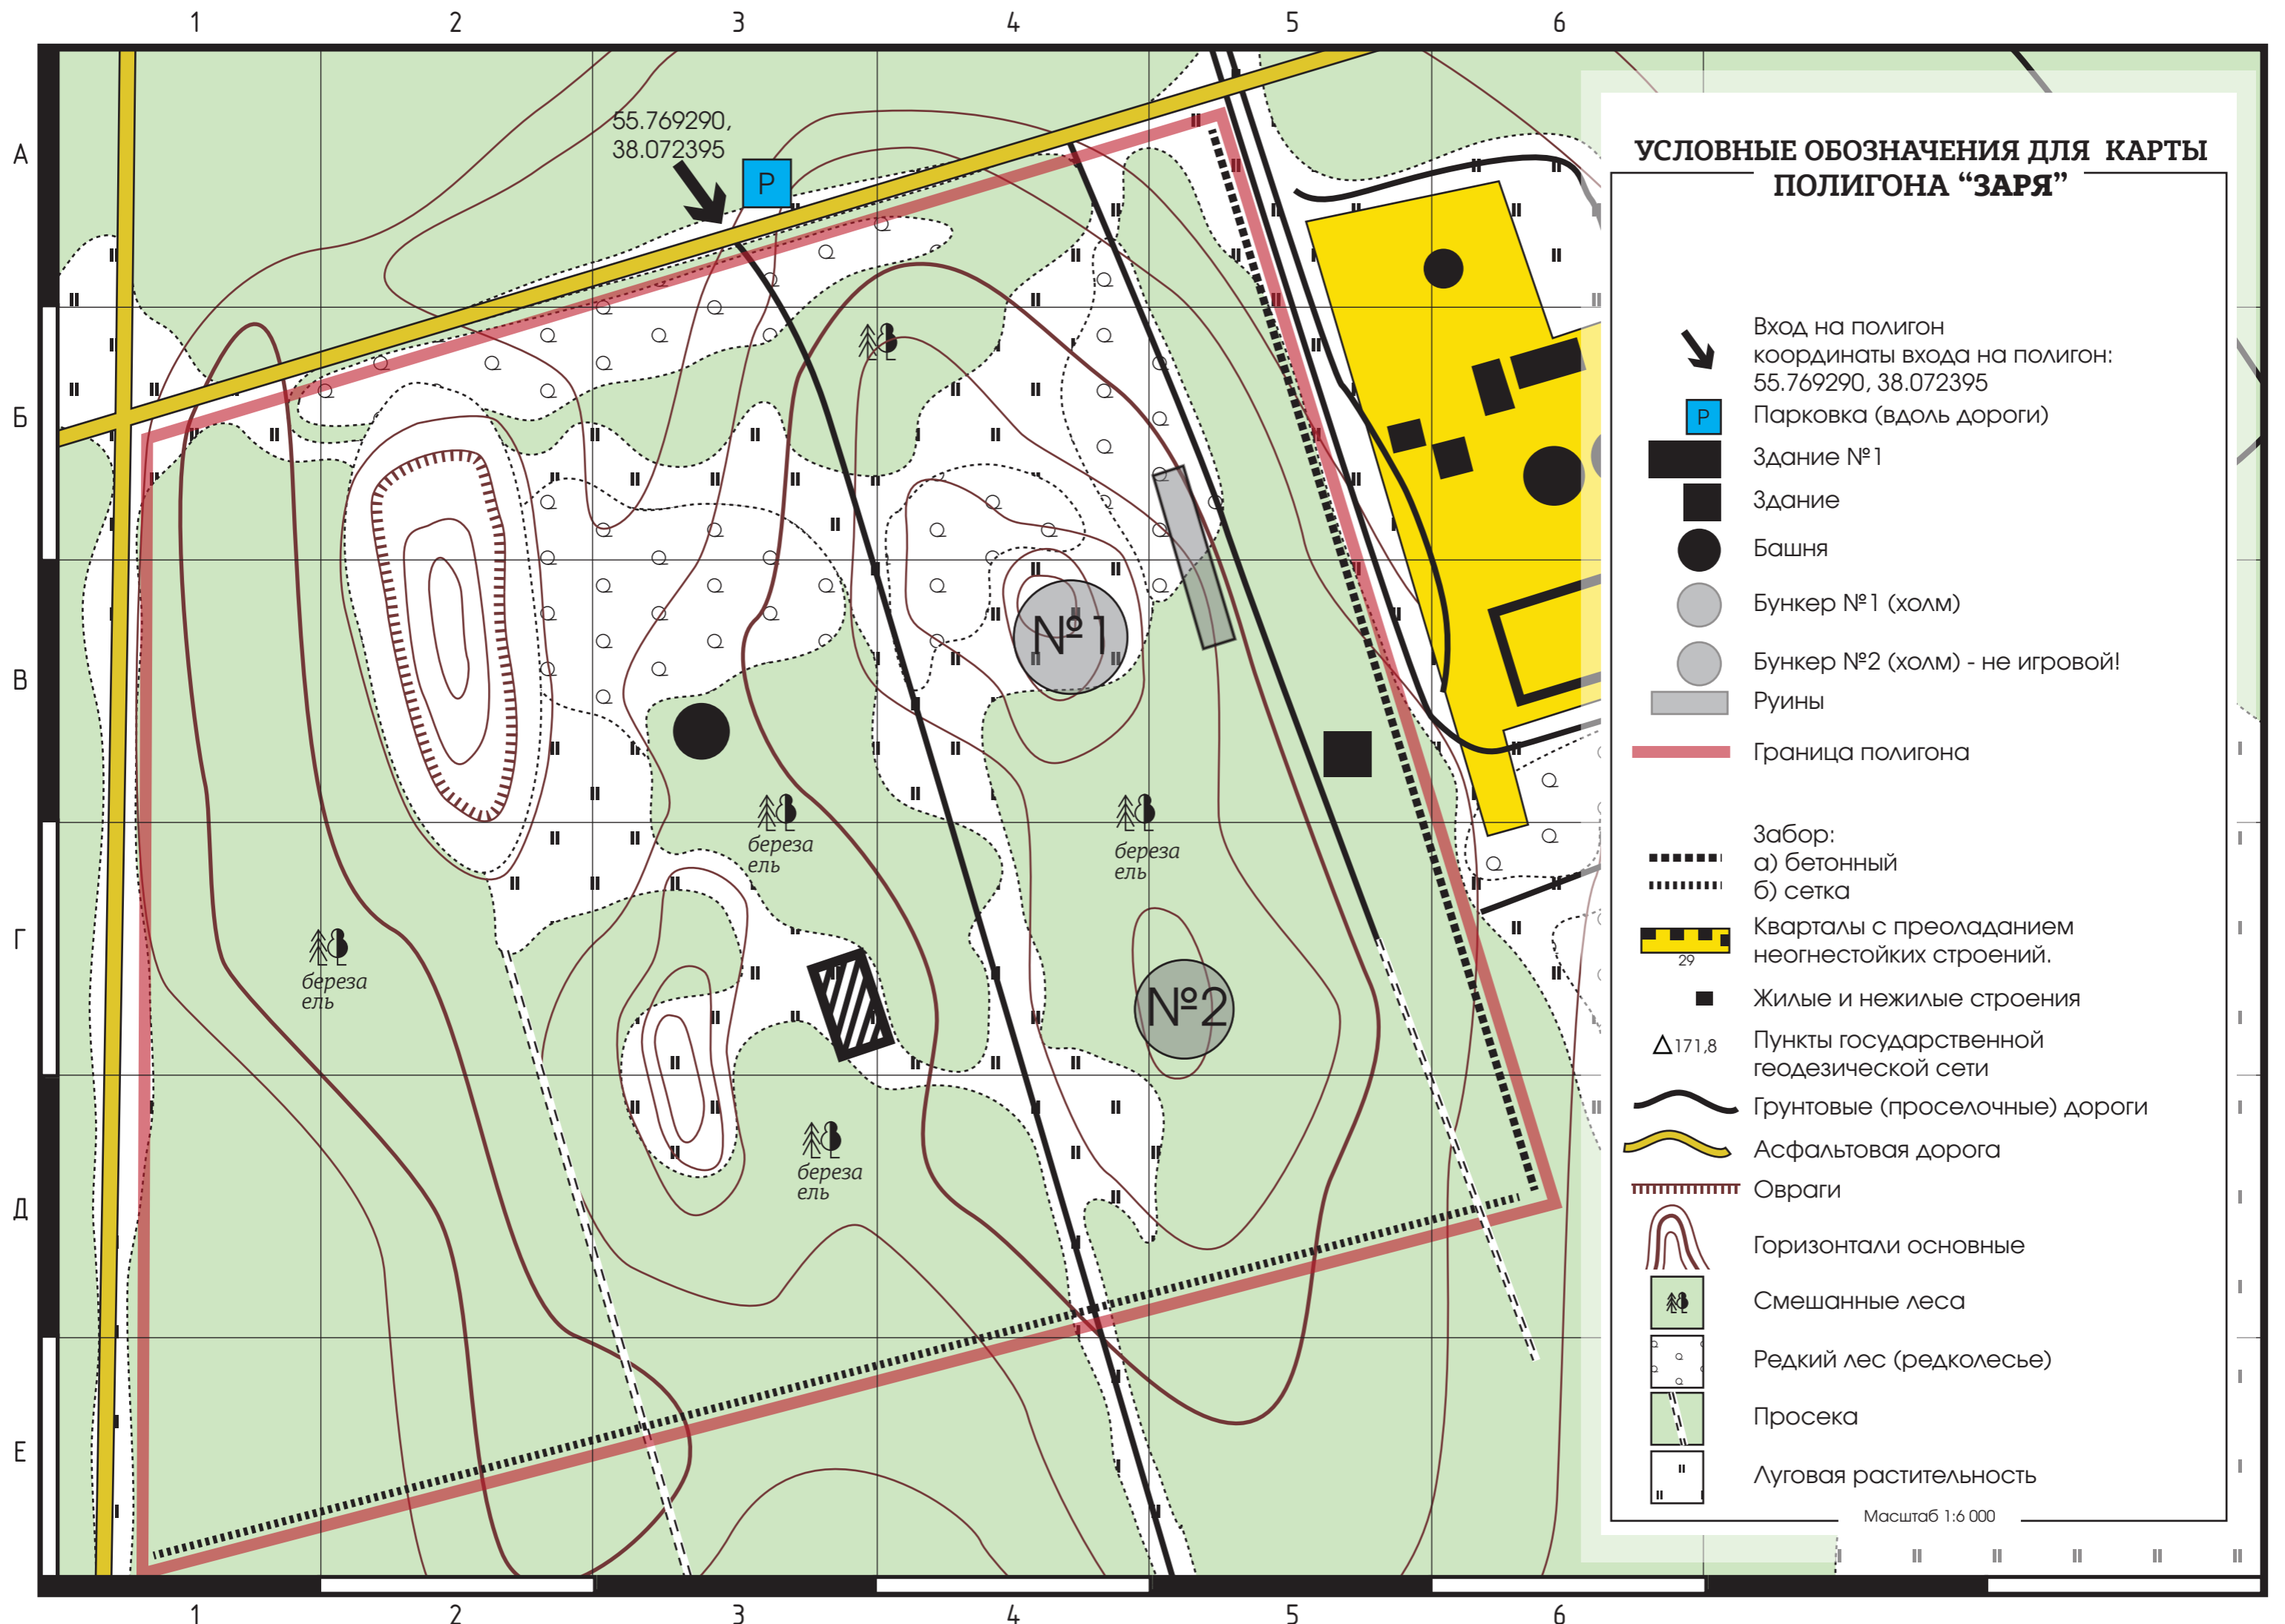 1 2 3 4 5 6
А
Б
В
Г
Д
Е
55.769290,
38.072395
P
№1
№2
береза
ель
береза
ель
береза
ель
береза
ель
1 2 3 4 5 6
УСЛОВНЫЕ ОБОЗНАЧЕНИЯ ДЛЯ КАРТЫ
ПОЛИГОНА “ЗАРЯ”
Вход на полигон
координаты входа на полигон:
55.769290, 38.072395
P Парковка (вдоль дороги)
Здание №1
Здание
Башня
Бункер №1 (холм)
Бункер №2 (холм) - не игровой!
Руины
Граница полигона
Забор:
а) бетонный
б) сетка
Кварталы с преоладанием
неогнестойких строений.
29
Жилые и нежилые строения
171,8
Пункты государственной
геодезической сети
Грунтовые (проселочные) дороги
Асфальтовая дорога
Овраги
Горизонтали основные
Смешанные леса
Редкий лес (редколесье)
Просека
Луговая растительность
Масштаб 1:6 000